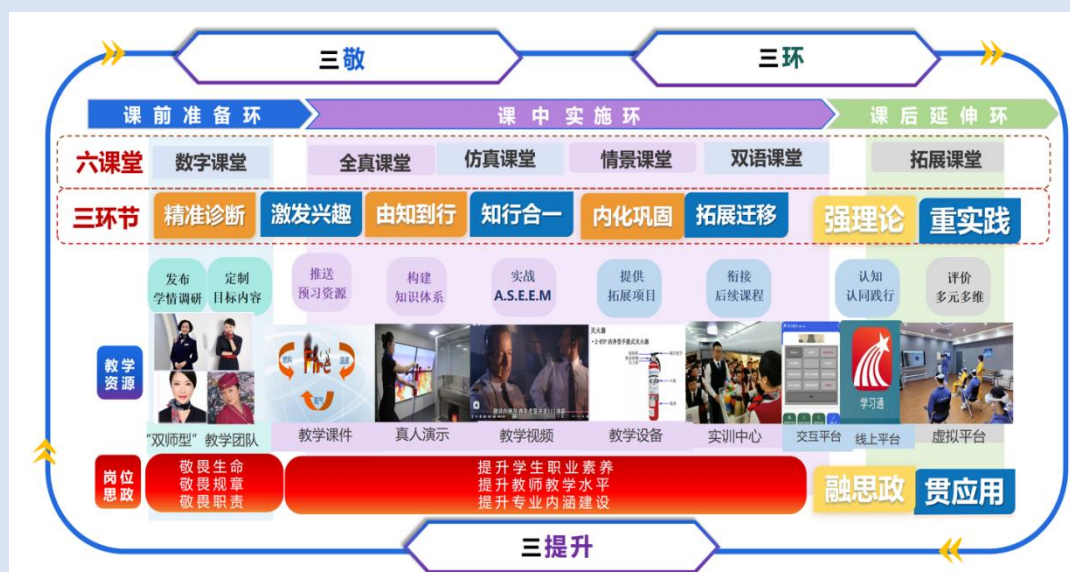 三敬
三环
课前准备环
课中实施环
课后延伸环
六课堂
数字课堂
全真课堂
仿真课堂
情景课堂
双语课堂
拓展课堂
三环节
精准诊断
激发兴趣
由知到行
知行合一
内化巩固
拓展迁移
强理论
重实践
发布
学情调研
定制
目标内容
推送
预习资源
构建
知识体系
实战
A.S.E.E.M
提供
拓展项目
衔接
后续课程
认知
认同践行
评价
多元多维
教学
资源
燃料
Fire
温度
氧气
灭火器
学习通
“双师型”教学团队
教学课件
真人演示
教学视频
教学设备
实训中心
交互平台
线上平台
虚拟平台
岗位
思政
敬畏生命
敬畏规章
敬畏职责
提升学生职业素养
提升教师教学水平
提升专业内涵建设
融思政
贯应用
三提升